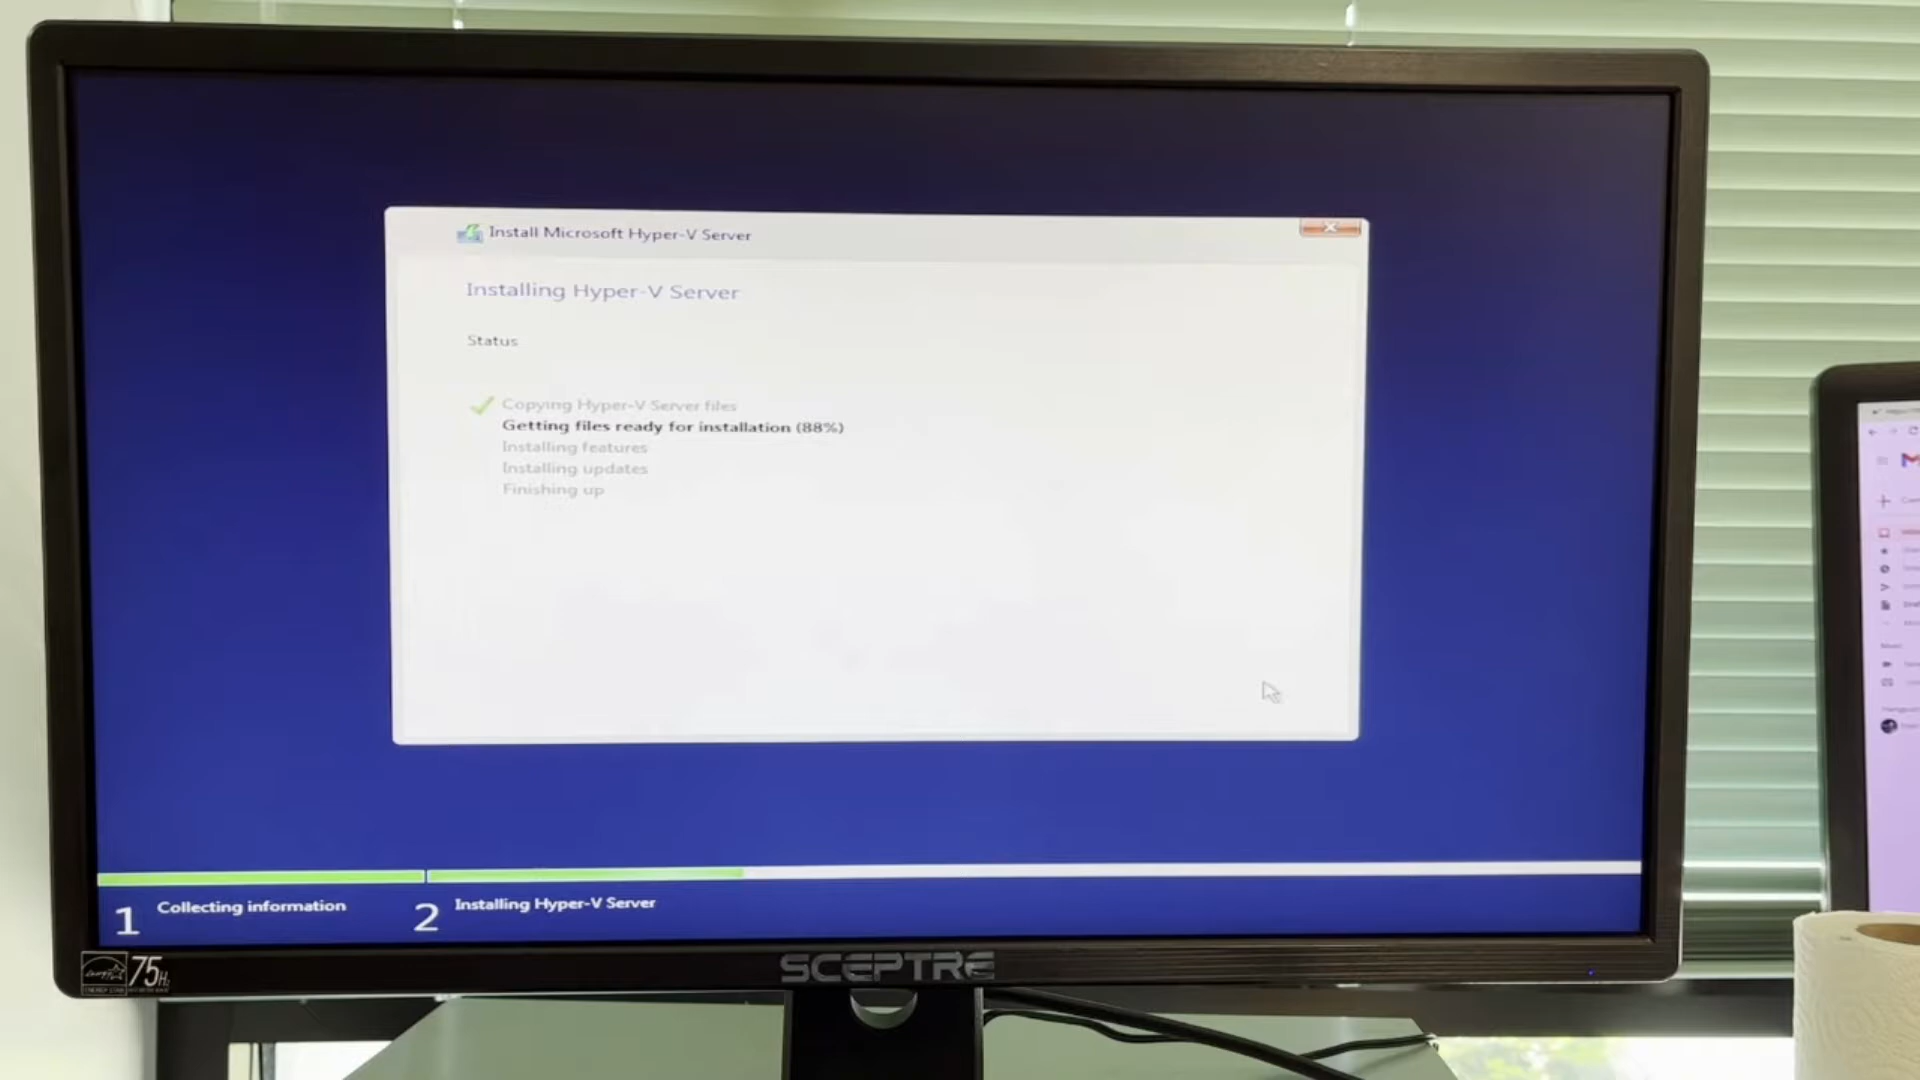 Install Microsoft Hyper-V Server
Installing Hyper-V Server
Status
Copying Hyper-V Server files
Getting files ready for installation (88%)
Installing features
Installing updates
Finishing up
1 Collecting information
2 Installing Hyper-V Server
75Hz
SCEPTRE